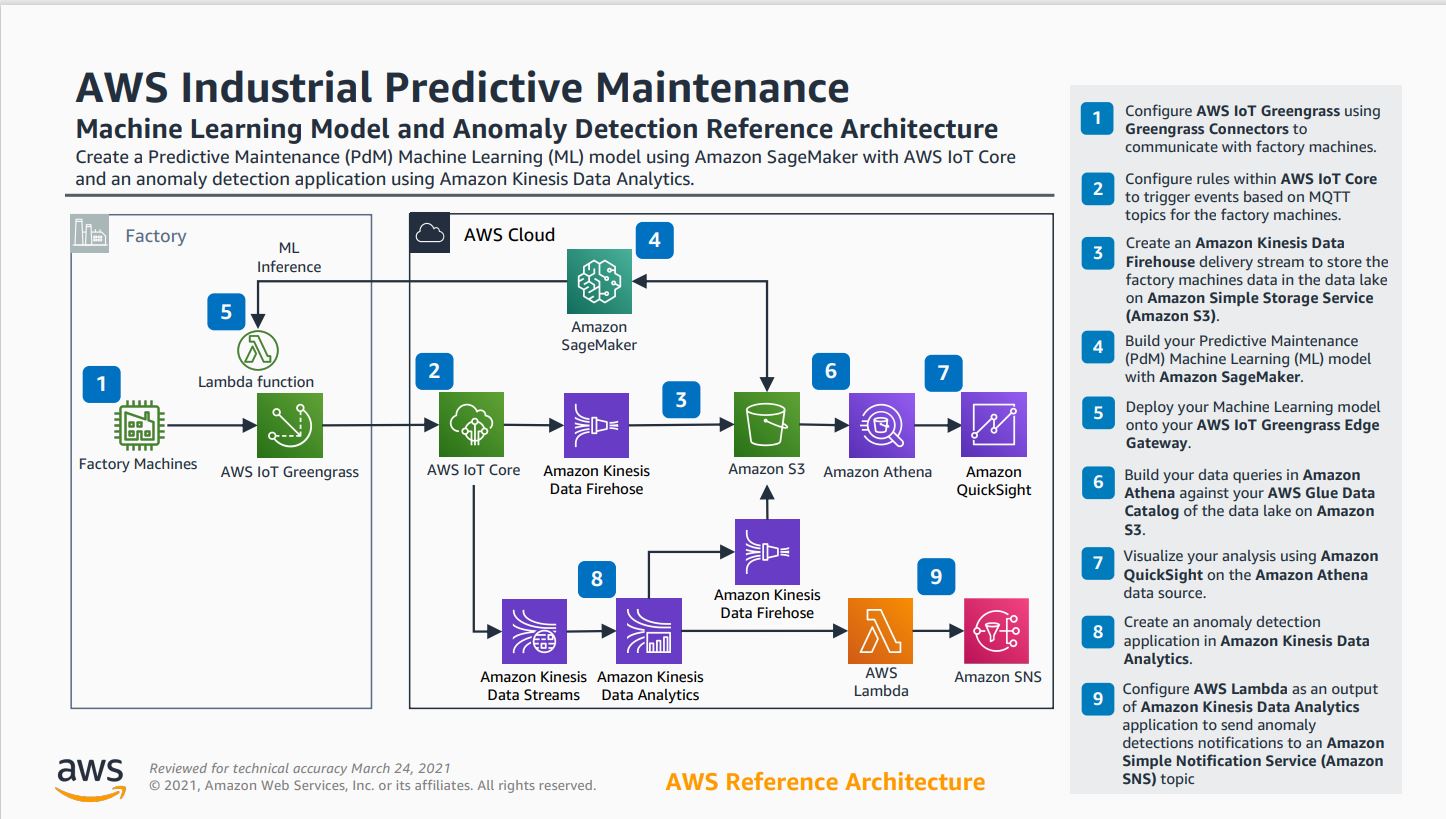 AWS Industrial Predictive Maintenance
Machine Learning Model and Anomaly Detection Reference Architecture
Create a Predictive Maintenance (PdM) Machine Learning (ML) model using Amazon SageMaker with AWS IoT Core
and an anomaly detection application using Amazon Kinesis Data Analytics.
Factory
ML
Inference
5
Lambda function
1
Factory Machines
AWS IoT Greengrass
AWS Cloud
4
Amazon
SageMaker
2
AWS IoT Core
Amazon Kinesis
Data Firehose
3
Amazon S3
6
Amazon Athena
7
Amazon
QuickSight
Amazon Kinesis
Data Firehose
8
Amazon Kinesis
Data Streams
Amazon Kinesis
Data Analytics
9
AWS
Lambda
Amazon SNS
1
Configure AWS IoT Greengrass using
Greengrass Connectors to
communicate with factory machines.
2
Configure rules within AWS IoT Core
to trigger events based on MQTT
topics for the factory machines.
3
Create an Amazon Kinesis Data
Firehose delivery stream to store the
factory machines data in the data lake
on Amazon Simple Storage Service
(Amazon S3).
4
Build your Predictive Maintenance
(PdM) Machine Learning (ML) model
with Amazon SageMaker.
5
Deploy your Machine Learning model
onto your AWS IoT Greengrass Edge
Gateway.
6
Build your data queries in Amazon
Athena against your AWS Glue Data
Catalog of the data lake on Amazon
S3.
7
Visualize your analysis using Amazon
QuickSight on the Amazon Athena
data source.
8
Create an anomaly detection
application in Amazon Kinesis Data
Analytics.
9
Configure AWS Lambda as an output
of Amazon Kinesis Data Analytics
application to send anomaly
detections notifications to an Amazon
Simple Notification Service (Amazon
SNS) topic
aws
Reviewed for technical accuracy March 24, 2021
© 2021, Amazon Web Services, Inc. or its affiliates. All rights reserved.
AWS Reference Architecture